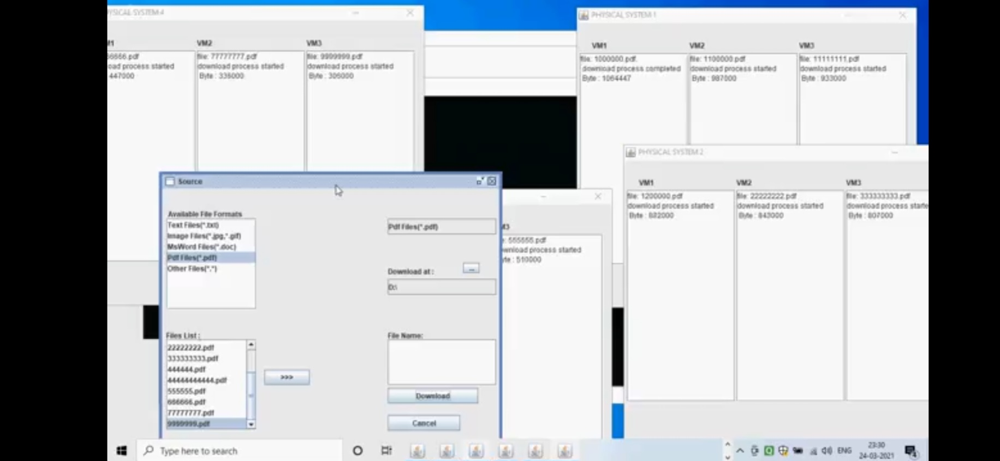 YSICAL SYSTEM 4
M1
VM2
VM3
66666.pdf
oad process started
447000
file: 77777777.pdf
download process started
Byte : 336000
file: 9999999.pdf
download process started
Byte : 306000
PHYSICAL SYSTEM 1
VM1
VM2
VM3
file: 1000000.pdf.
download process completed
Byte : 1064447
file: 1100000.pdf
download process started
Byte : 987000
file: 11111111.pdf
download process started
Byte : 933000
PHYSICAL SYSTEM 2
VM1
VM2
VM3
file: 1200000.pdf
download process started
Byte : 882000
file: 22222222.pdf
download process started
Byte : 843000
file: 333333333.pdf
download process starte
Byte : 807000
M3
e: 555555.pdf
ownload process started
yte : 510000
Source
Available File Formats
Text Files(*.txt)
Image Files(*.jpg,*.gif)
MsWord Files(*.doc)
Pdf Files(*.pdf)
Other Files(*.*)
Pdf Files(*.pdf)
Download at :
...
D:\
Files List :
22222222.pdf
333333333.pdf
444444.pdf
44444444444.pdf
555555.pdf
666666.pdf
77777777.pdf
9999999.pdf
>>>
File Name:
Download
Cancel
Type here to search
ENG
23:30
24-03-2021
4